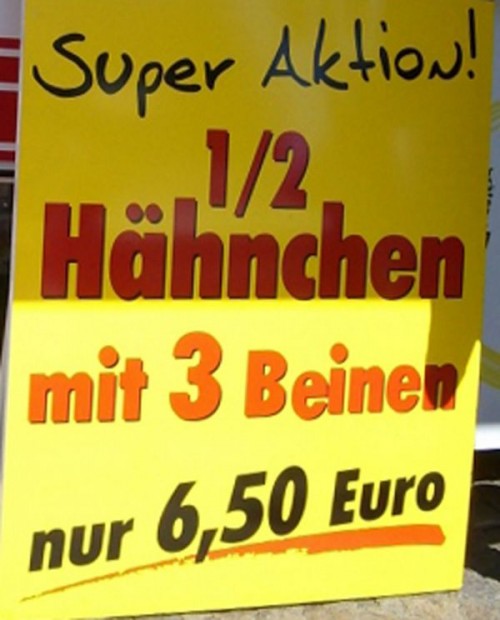 Super Aktion!
1/2
Hähnchen
mit 3 Beinen
nur 6,50 Euro